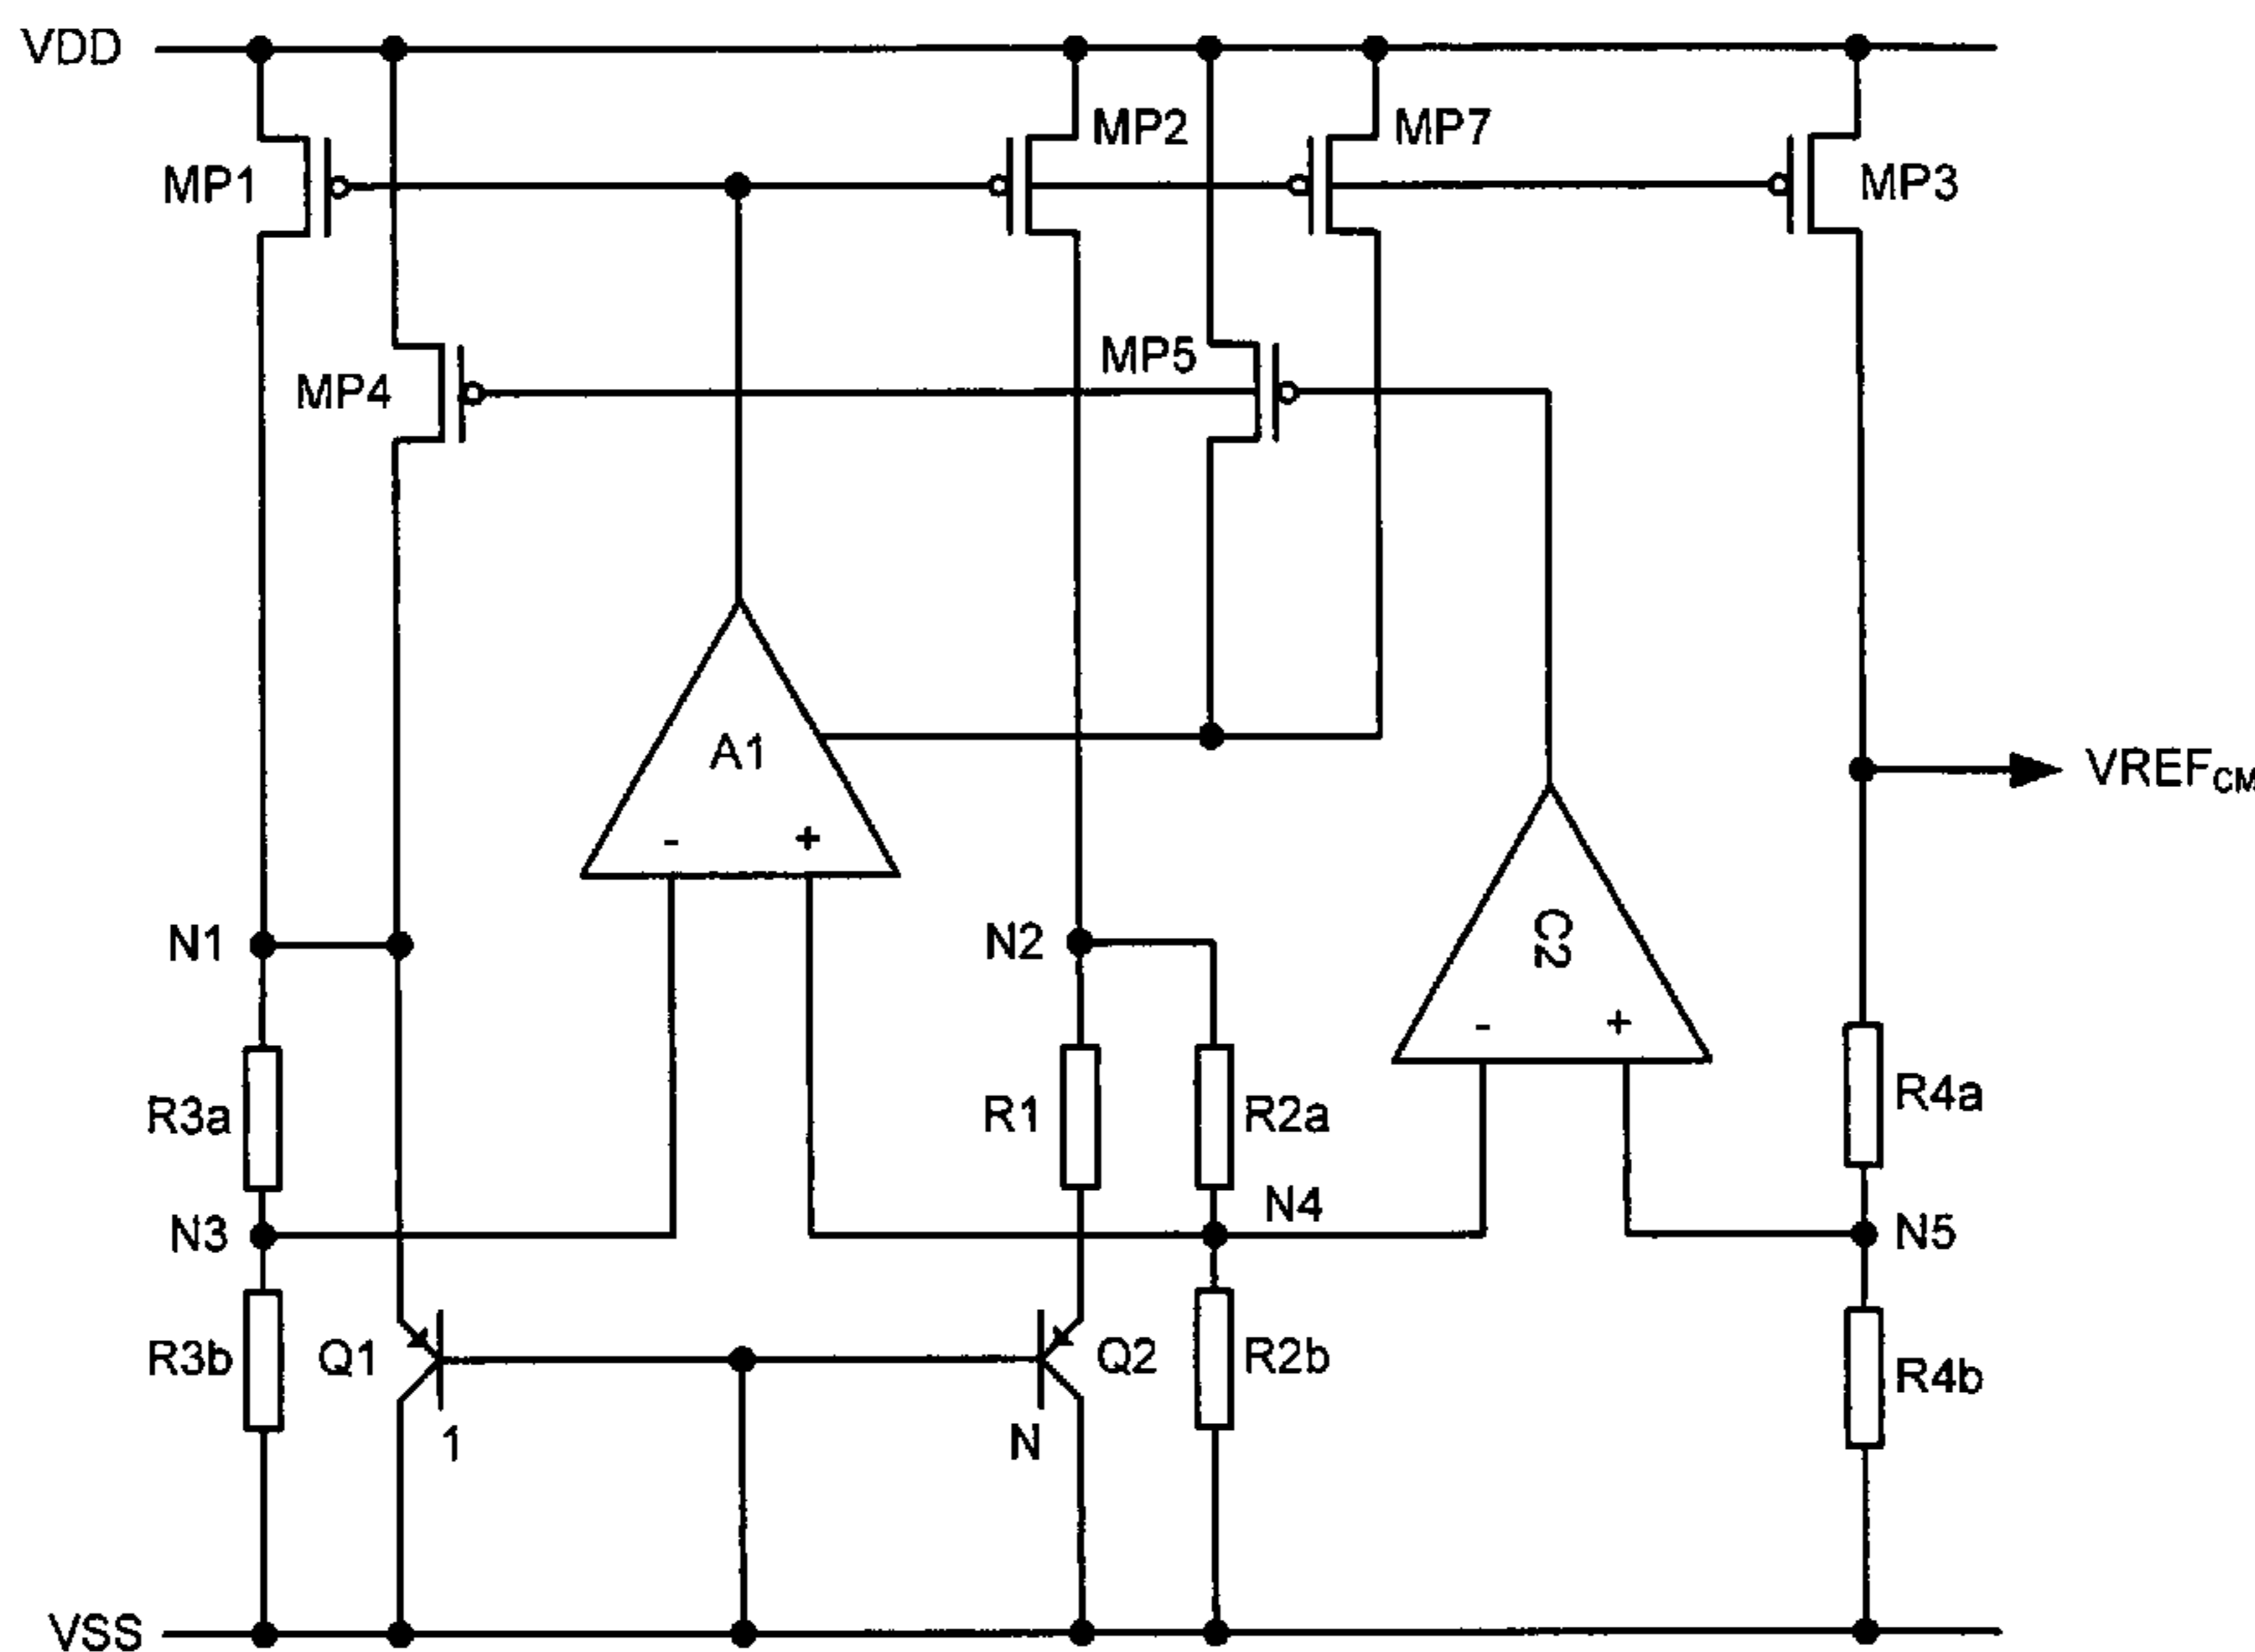 VDD
MP2
MP7
MP1
MP3
MP5
MP4
A1
VREFCM
- +
C2
N1
N2
- +
R3a
R1
R2a
R4a
N3
N4
N5
R3b
Q1
Q2
R2b
R4b
1
N
VSS